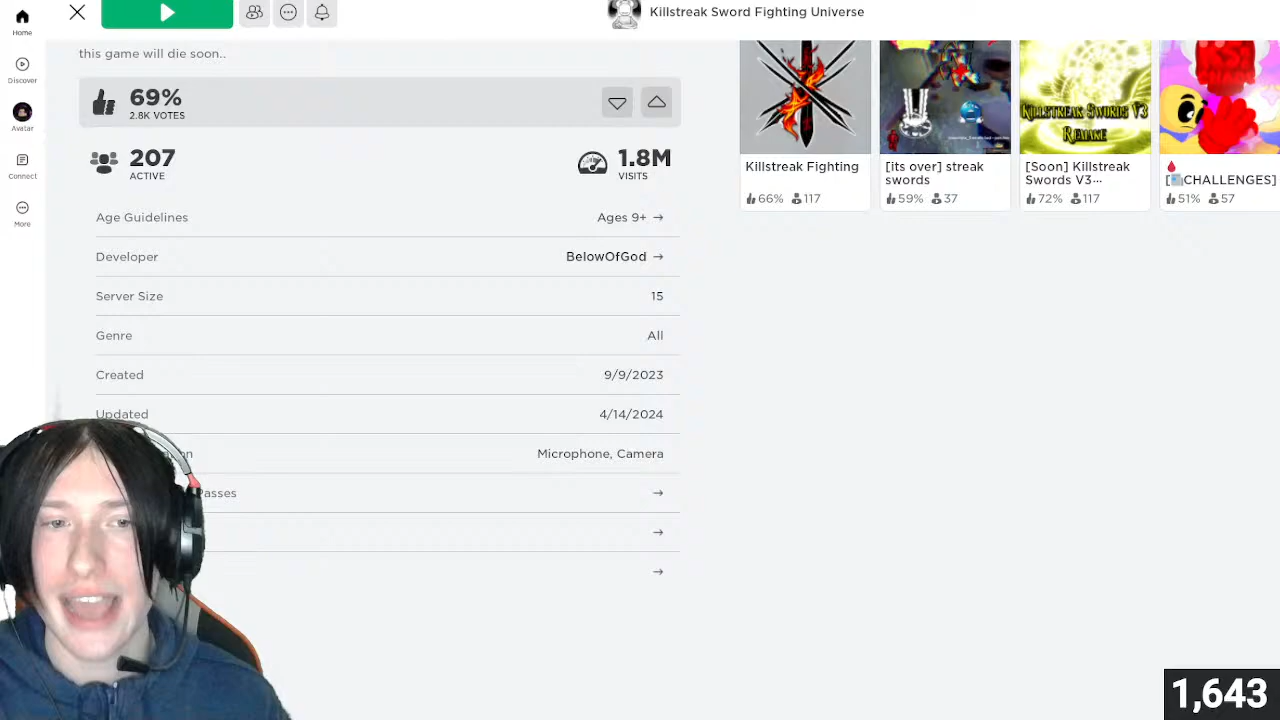 Home
Discover
Avatar
Connect
More
Killstreak Sword Fighting Universe
this game will die soon..
69%
2.8K VOTES
207
ACTIVE
1.8M
VISITS
Age Guidelines Ages 9+ →
Developer BelowOfGod →
Server Size 15
Genre All
Created 9/9/2023
Updated 4/14/2024
Microphone, Camera
Passes →
→
→
KILLSTREAK SWORDS V3
REMAKE
Killstreak Fighting
66% 117
[its over] streak
swords
59% 37
[Soon] Killstreak
Swords V3...
72% 117
[CHALLENGES]
51% 57
1,643